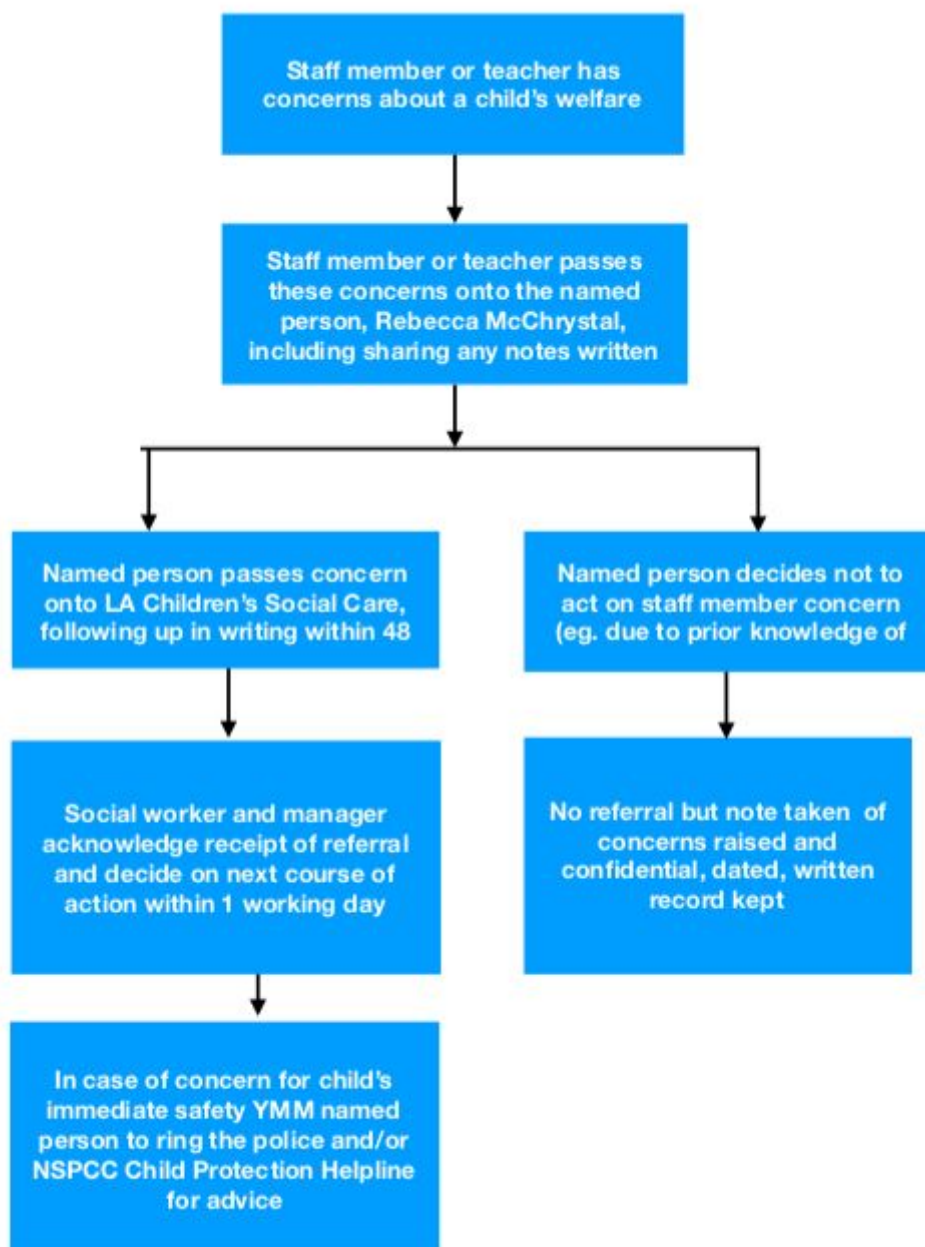 Staff member or teacher has
concerns about a child's welfare
Staff member or teacher passes
these concerns onto the named
person, Rebecca McChrystal,
including sharing any notes written
Named person passes concern
onto LA Children's Social Care,
following up in writing within 48
Named person decides not to
act on staff member concern
(eg. due to prior knowledge of
Social worker and manager
acknowledge receipt of referral
and decide on next course of
action within 1 working day
No referral but note taken of
concerns raised and
confidential, dated, written
record kept
In case of concern for child's
immediate safety YMM named
person to ring the police and/or
NSPCC Child Protection Helpline
for advice